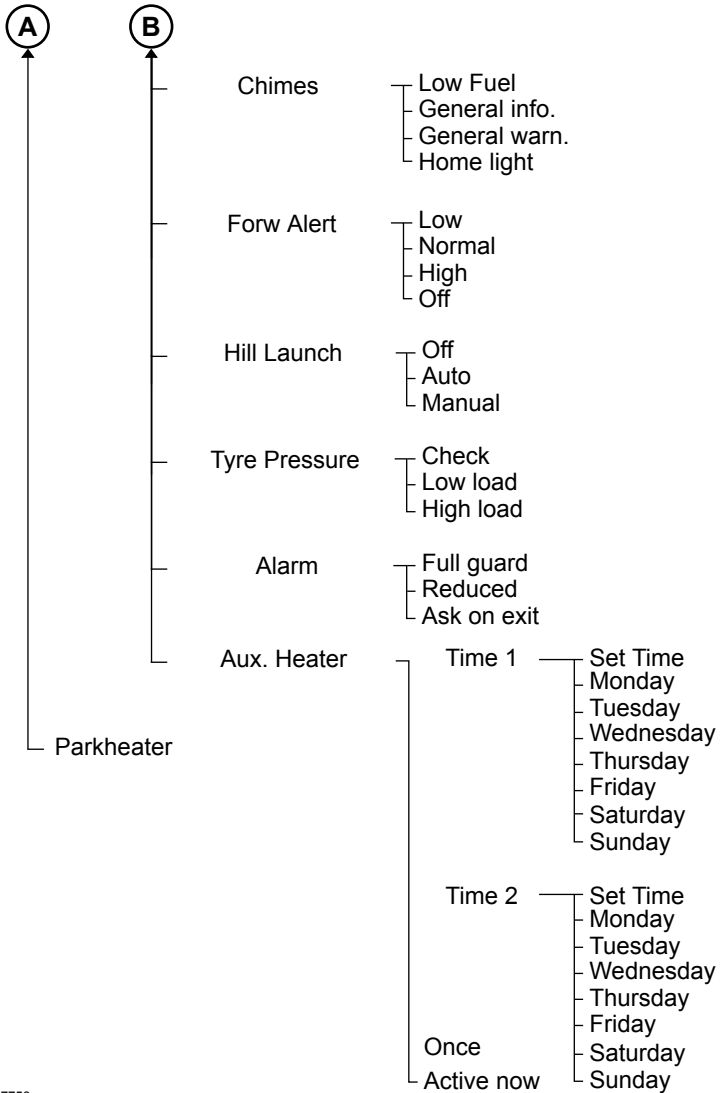 A B
Chimes
Low Fuel
General info.
General warn.
Home light
Forw Alert
Low
Normal
High
Off
Hill Launch
Off
Auto
Manual
Tyre Pressure
Check
Low load
High load
Alarm
Full guard
Reduced
Ask on exit
Aux. Heater
Time 1
Set Time
Monday
Tuesday
Wednesday
Thursday
Friday
Saturday
Sunday
Parkheater
Time 2
Set Time
Monday
Tuesday
Wednesday
Thursday
Friday
Saturday
Sunday
Once
Active now